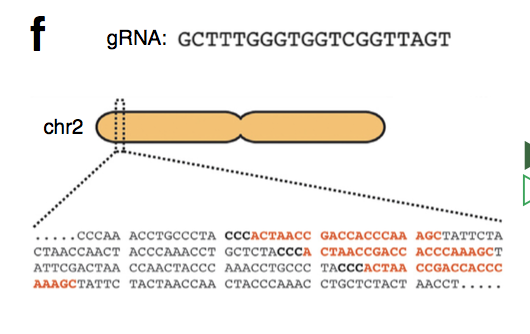 f
gRNA: GCTTTGGGTGGTCGGTTAGT
chr2
.....CCCAA ACCTGCCCTA CCCACTAACC GACCACCCAA AGCTATTCTA
CTAACCAACT ACCCAAACCT GCTCTACCCA CTAACCGACC ACCCAAAGCT
ATTCGACTAA CCAACTACCC AAACCTGCCC TACCCACTAA CCGACCACCC
AAAGCTATTC TACTAACCAA CTACCCAAAC CTGCTCTACT AACCT.....